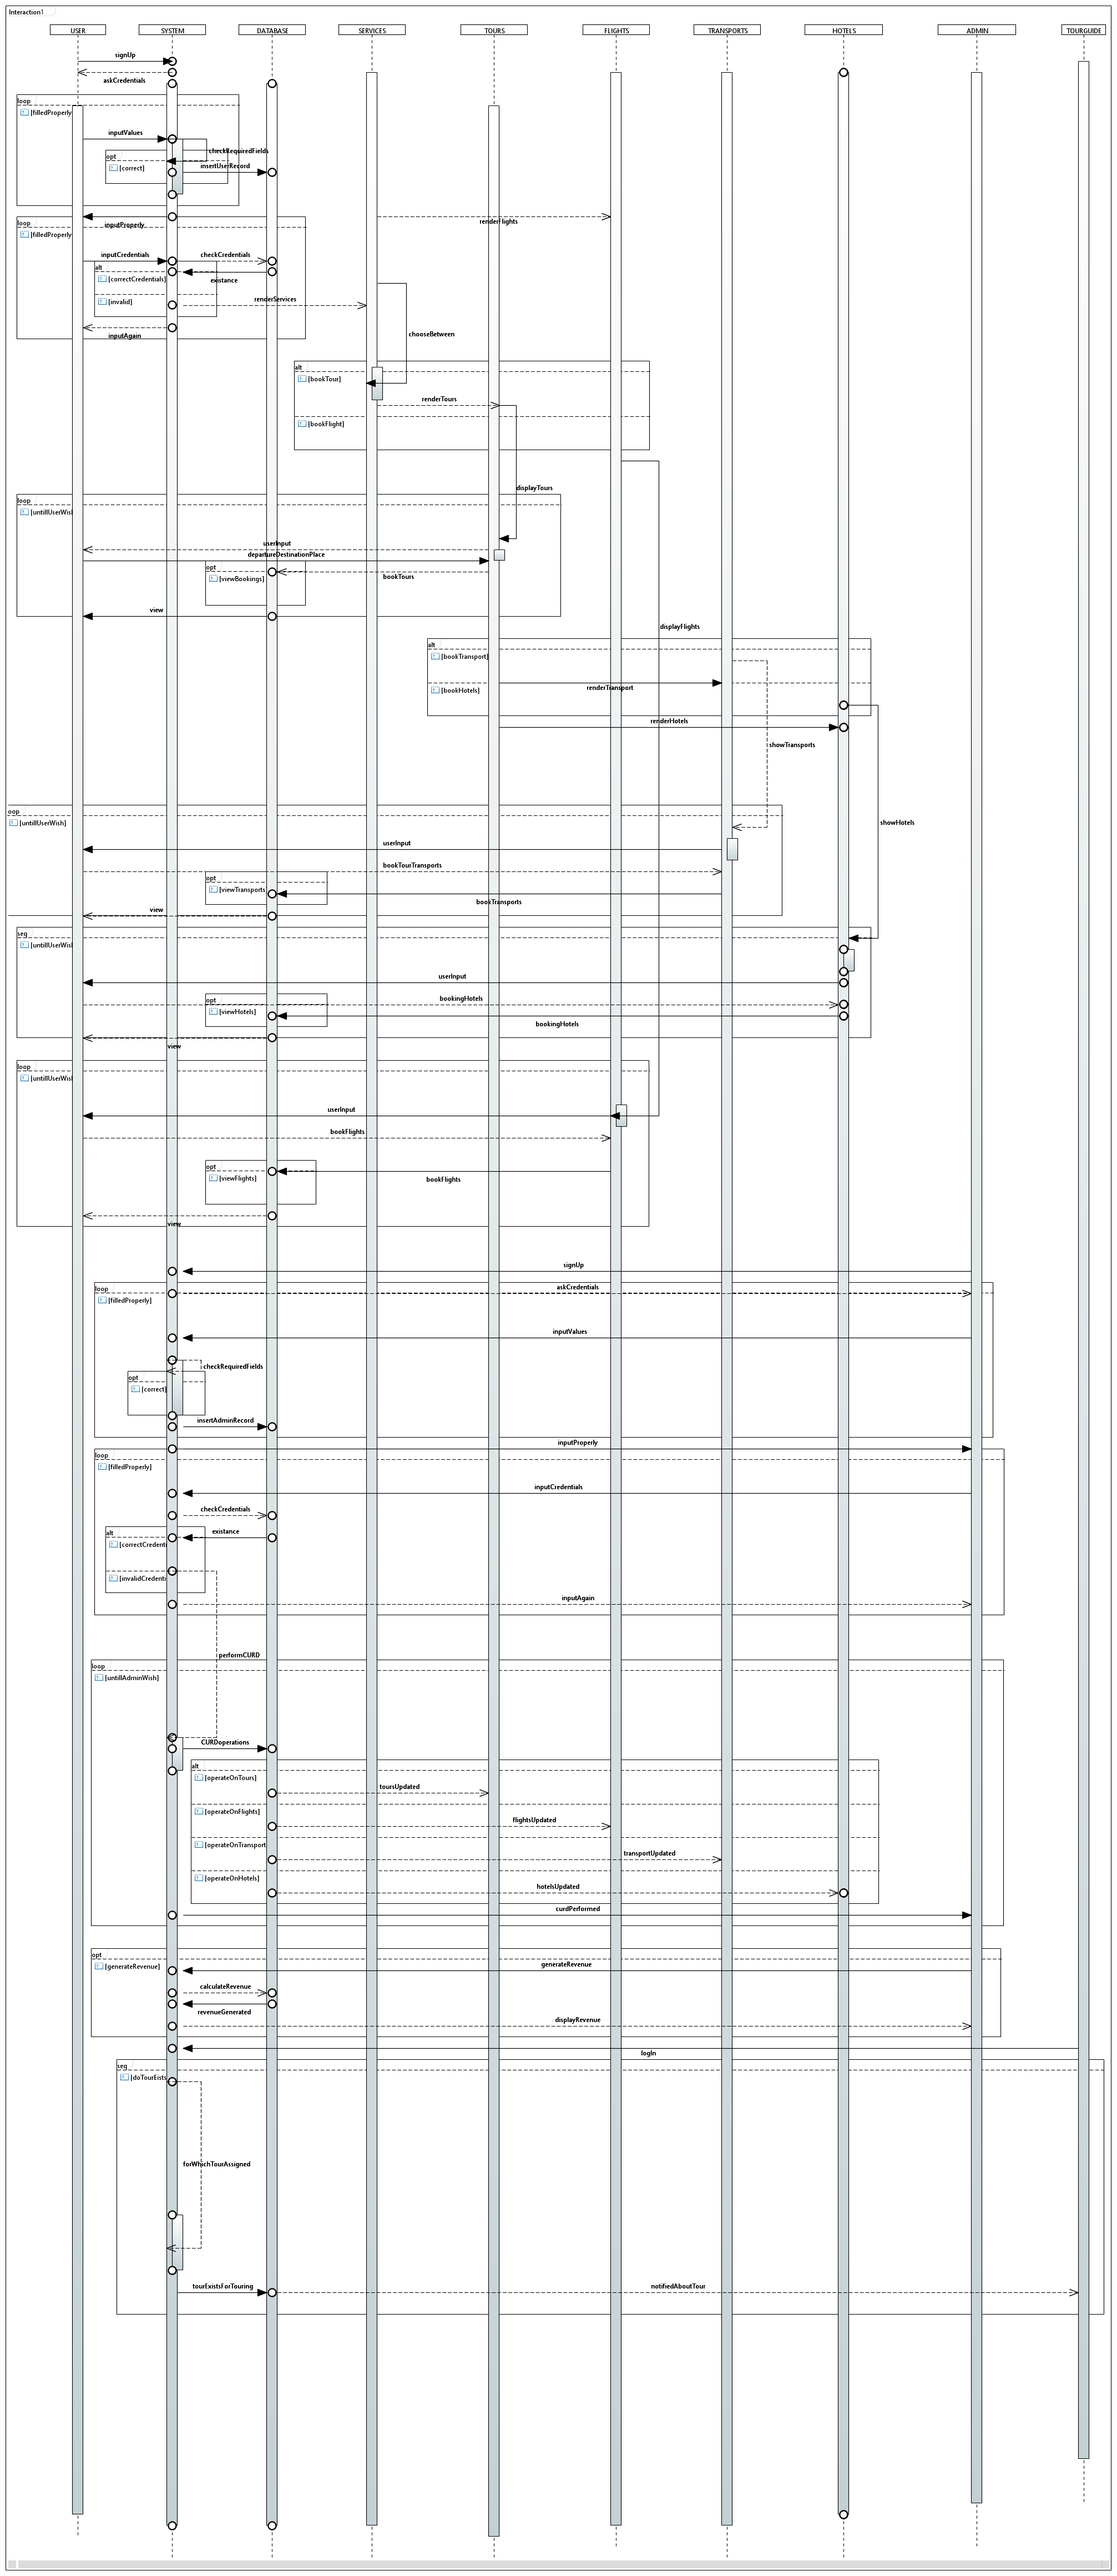 Interaction1
USER
SYSTEM
DATABASE
SERVICES
TOURS
FLIGHTS
TRANSPORTS
HOTELS
ADMIN
TOURGUIDE
signUp
askCredentials
loop
[filledProperly
inputValues
checkRequiredFields
opt
[correct]
insertUserRecord
inputProperly
renderFlights
loop
[filledProperly
inputCredentials
checkCredentials
alt
[correctCredentials]
existance
[invalid]
renderServices
inputAgain
chooseBetween
alt
[bookTour]
renderTours
[bookFlight]
displayTours
loop
[untillUserWish
userInput
departureDestinationPlace
opt
[viewBookings]
bookTours
view
displayFlights
alt
[bookTransport]
renderTransport
[bookHotels]
renderHotels
showTransports
oop
[untillUserWish]
showHotels
userInput
bookTourTransports
opt
[viewTransports
bookTransports
view
seq
[untillUserWish
userInput
bookingHotels
opt
[viewHotels]
bookingHotels
view
loop
[untillUserWish
userInput
bookFlights
opt
[viewFlights]
bookFlights
view
signUp
loop
askCredentials
[filledProperly]
inputValues
checkRequiredFields
opt
[correct]
insertAdminRecord
inputProperly
loop
[filledProperly]
inputCredentials
checkCredentials
alt
existance
[correctCredenti
[invalidCredenti
inputAgain
performCURD
loop
[untillAdminWish]
CURDoperations
alt
[operateOnTours]
toursUpdated
[operateOnFlights]
flightsUpdated
[operateOnTransport
transportUpdated
[operateOnHotels]
hotelsUpdated
curdPerformed
opt
[generateRevenue]
generateRevenue
calculateRevenue
revenueGenerated
displayRevenue
logIn
seq
[doTourEists
forWhichTourAssigned
tourExistsForTouring
notifiedAboutTour